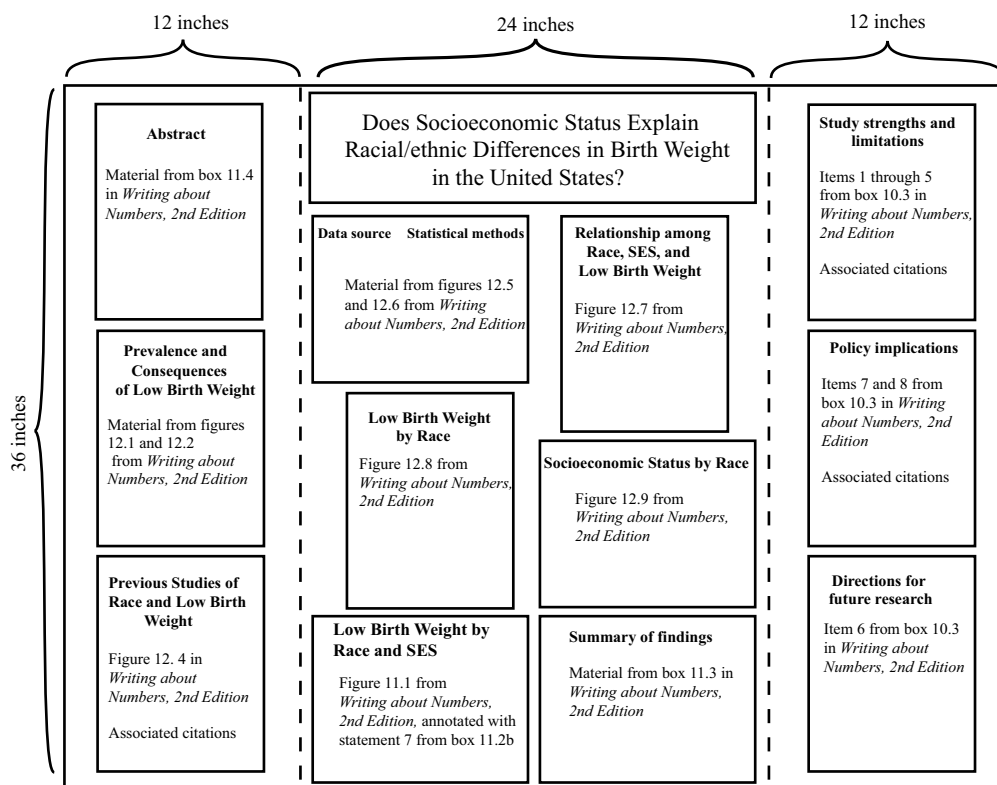 12 inches
24 inches
12 inches
36 inches
Abstract
Material from box 11.4
in Writing about
Numbers, 2nd Edition
Prevalence and
Consequences
of Low Birth Weight
Material from figures
12.1 and 12.2
from Writing about
Numbers, 2nd Edition
Previous Studies of
Race and Low Birth
Weight
Figure 12. 4 in
Writing about
Numbers, 2nd Edition
Associated citations
Does Socioeconomic Status Explain
Racial/ethnic Differences in Birth Weight
in the United States?
Data source Statistical methods
Material from figures 12.5
and 12.6 from Writing
about Numbers, 2nd Edition
Relationship among
Race, SES, and
Low Birth Weight
Figure 12.7 from
Writing about Numbers,
2nd Edition
Low Birth Weight
by Race
Figure 12.8 from
Writing about Numbers,
2nd Edition
Socioeconomic Status by Race
Figure 12.9 from
Writing about Numbers,
2nd Edition
Low Birth Weight by
Race and SES
Figure 11.1 from
Writing about Numbers,
2nd Edition, annotated with
statement 7 from box 11.2b
Summary of findings
Material from box 11.3 in
Writing about Numbers,
2nd Edition
Study strengths and
limitations
Items 1 through 5
from box 10.3 in
Writing about Numbers,
2nd Edition
Associated citations
Policy implications
Items 7 and 8 from
box 10.3 in Writing
about Numbers, 2nd
Edition
Associated citations
Directions for
future research
Item 6 from box 10.3
in Writing about
Numbers, 2nd Edition